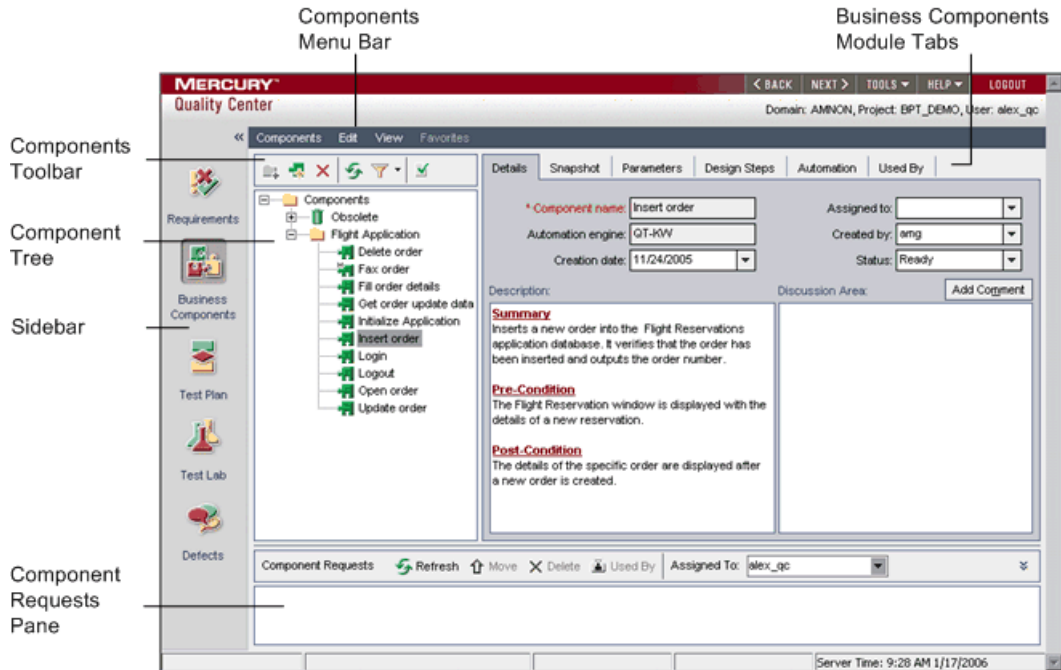 Components
Menu Bar
Business Components
Module Tabs
MERCURY™
< BACK NEXT > TOOLS HELP LOGOUT
Quality Center
Domain: AMNON, Project: BPT_DEMO, User: alex_qc
« Components Edit View Favorites
Components
Toolbar
Details Snapshot Parameters Design Steps Automation Used By
Requirements
Component
Tree
Components
Obsolete
Flight Application
Delete order
Fax order
Fill order details
Get order update data
Initialize Application
Insert order
Login
Logout
Open order
Update order
* Component name: Insert order
Assigned to:
Automation engine: QT-KW
Created by: amg
Creation date: 11/24/2005
Status: Ready
Description:
Discussion Area:
Add Comment
Summary
Inserts a new order into the Flight Reservations
application database. It verifies that the order has
been inserted and outputs the order number.
Pre-Condition
The Flight Reservation window is displayed with the
details of a new reservation.
Post-Condition
The details of the specific order are displayed after
a new order is created.
Business
Components
Sidebar
Test Plan
Test Lab
Defects
Component
Requests
Pane
Component Requests Refresh Move Delete Used By Assigned To: alex_qc
Server Time: 9:28 AM 1/17/2006